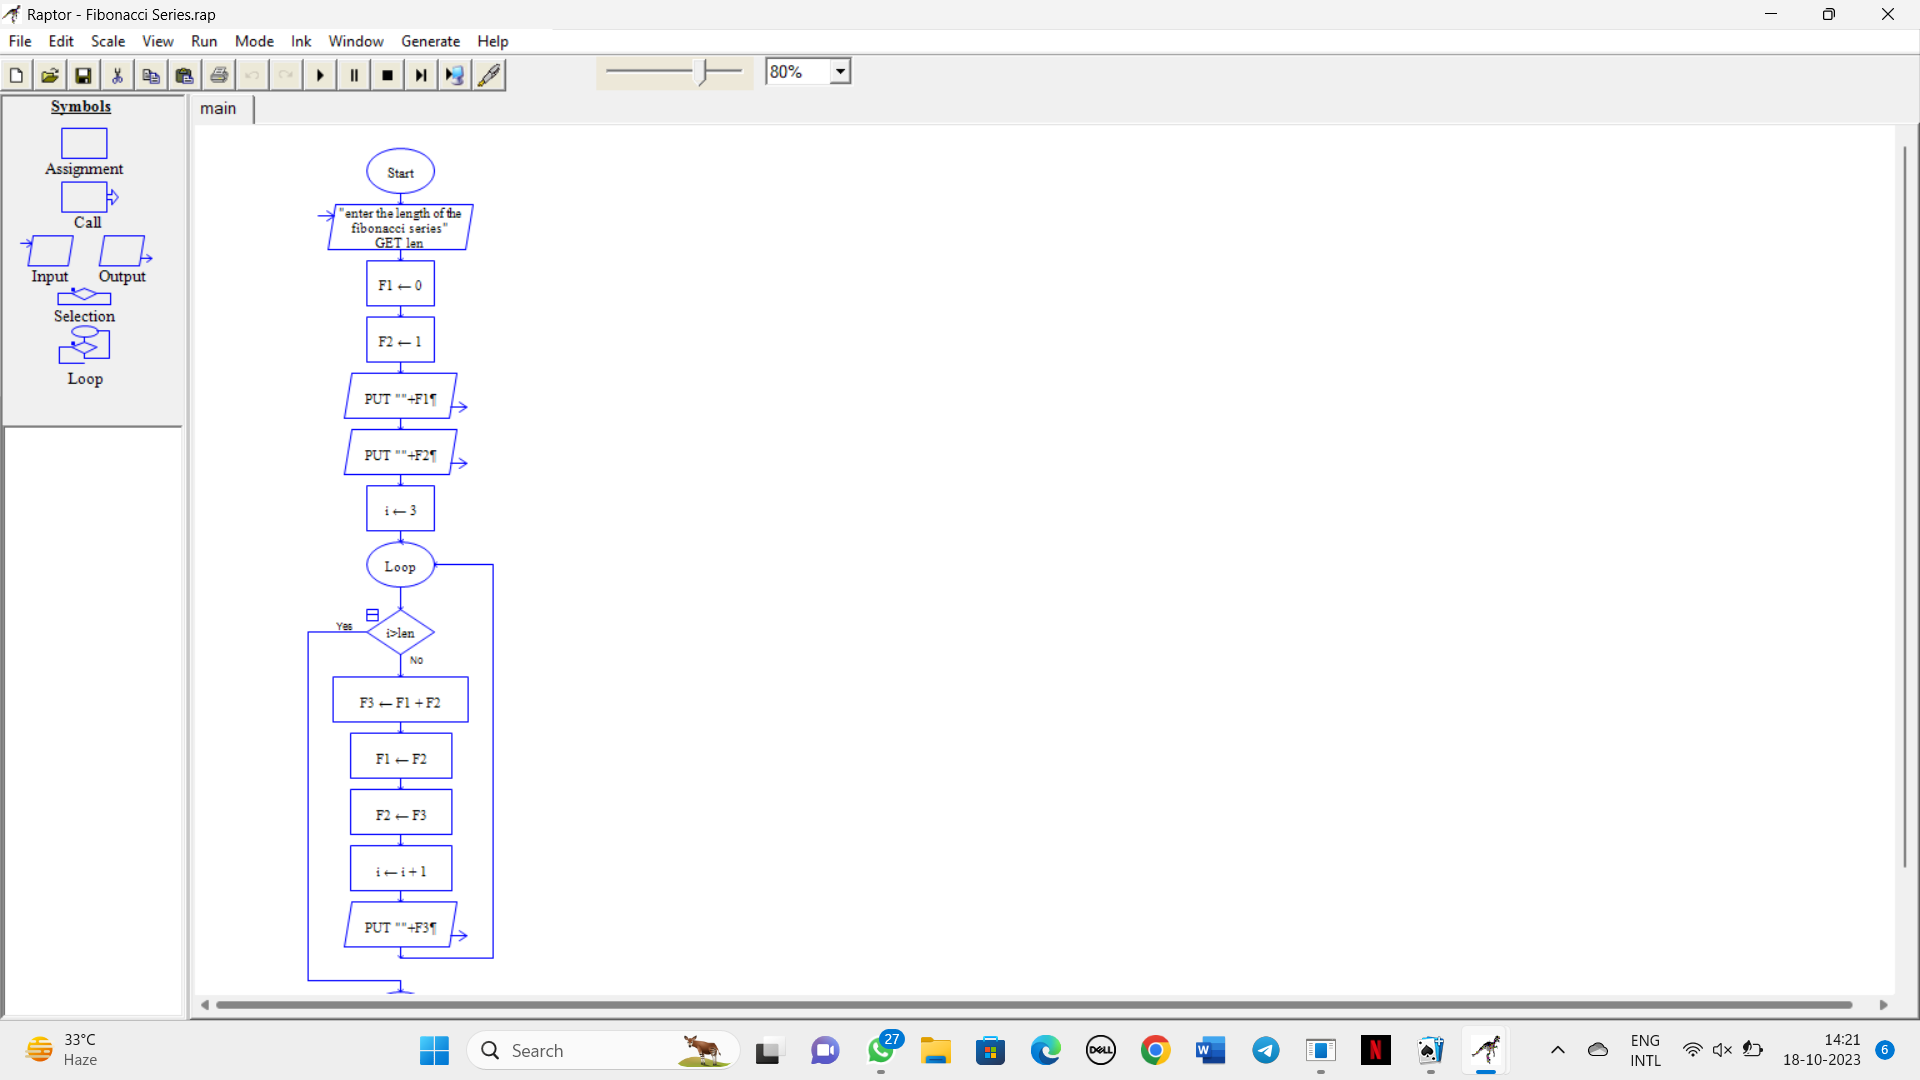 Raptor - Fibonacci Series.rap
File Edit Scale View Run Mode Ink Window Generate Help
80%
Symbols
Assignment
Call
Input Output
Selection
Loop
main
Start
"enter the length of the
fibonacci series"
GET len
F1 ← 0
F2 ← 1
PUT ""+F1¶
PUT ""+F2¶
i ← 3
Loop
Yes
i>len
No
F3 ← F1 + F2
F1 ← F2
F2 ← F3
i ← i + 1
PUT ""+F3¶
33°C
Haze
Search
27
DELL
W
N
ENG
INTL
14:21
18-10-2023
6